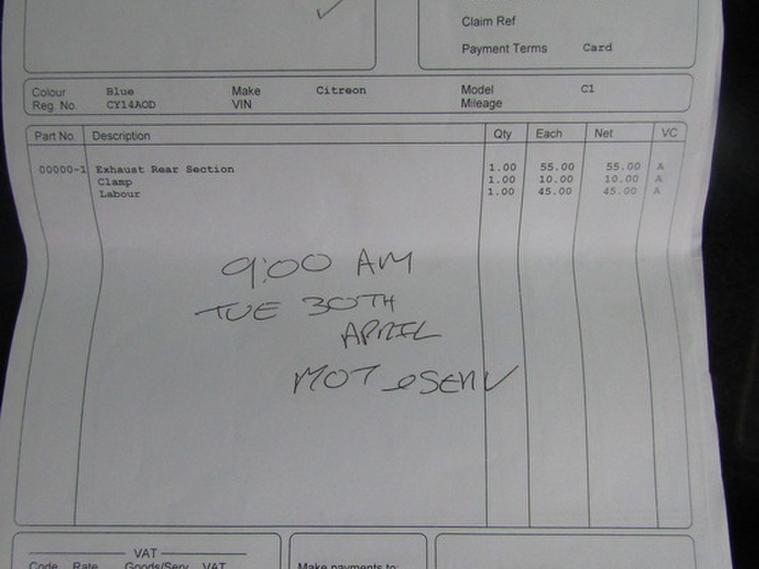 Claim Ref
Payment Terms Card
Colour Blue Make Citreon Model C1
Reg. No. CY14AOD VIN Mileage
Part No Description Qty Each Net VC
00000-1 Exhaust Rear Section 1.00 55.00 55.00 A
Clamp 1.00 10.00 10.00 A
Labour 1.00 45.00 45.00 A
9:00 AM
TUE 30TH
APRIL
MOT & SERV
VAT
Code Rate Goods/Serv VAT Make payments to: